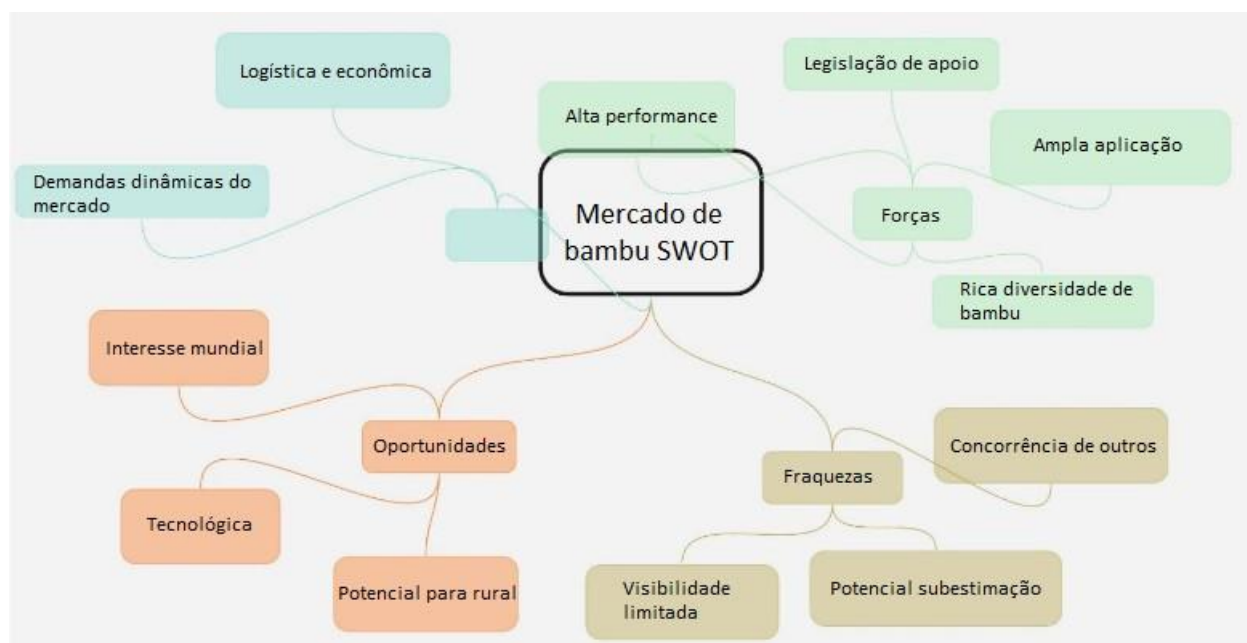 Logística e econômica
Demandas dinâmicas do
mercado
Alta performance
Legislação de apoio
Ampla aplicação
Forças
Rica diversidade de
bambu
Mercado de
bambu SWOT
Interesse mundial
Oportunidades
Tecnológica
Potencial para rural
Fraquezas
Concorrência de outros
Visibilidade
limitada
Potencial subestimação